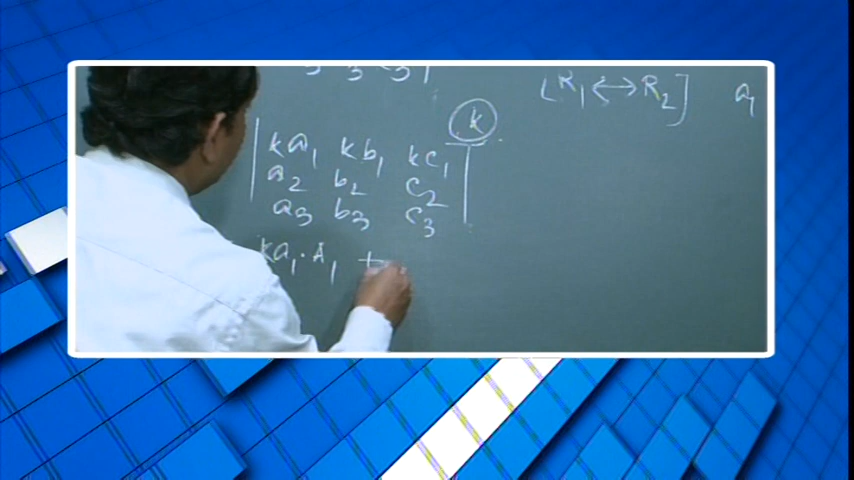 [R₁ ↔ R₂] a₁
k
ka₁ kb₁ kc₁
a₂ b₂ c₂
a₃ b₃ c₃
ka₁·A₁ +